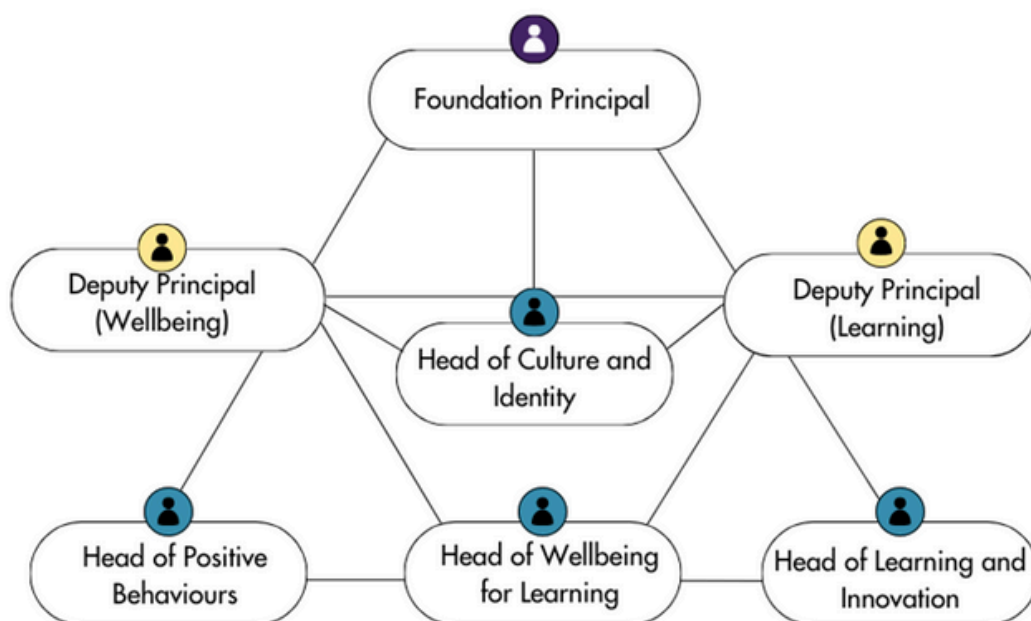 Foundation Principal
Deputy Principal
(Wellbeing)
Deputy Principal
(Learning)
Head of Culture and
Identity
Head of Positive
Behaviours
Head of Wellbeing
for Learning
Head of Learning and
Innovation